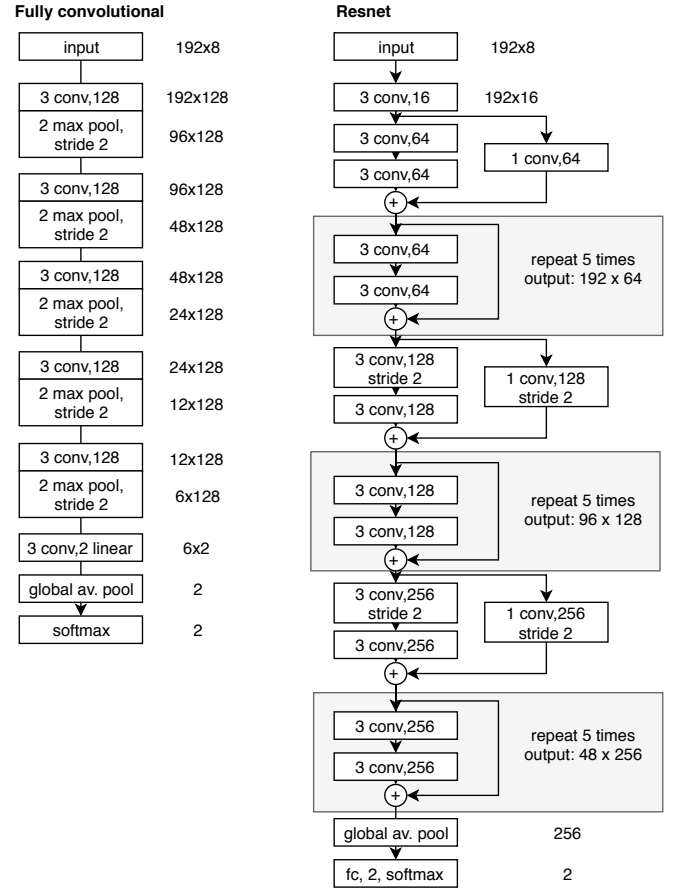 Fully convolutional
input 192x8
3 conv,128 192x128
2 max pool,
stride 2 96x128
3 conv,128 96x128
2 max pool,
stride 2 48x128
3 conv,128 48x128
2 max pool,
stride 2 24x128
3 conv,128 24x128
2 max pool,
stride 2 12x128
3 conv,128 12x128
2 max pool,
stride 2 6x128
3 conv,2 linear 6x2
global av. pool 2
softmax 2
Resnet
input 192x8
3 conv,16 192x16
3 conv,64
3 conv,64
1 conv,64
+
3 conv,64
3 conv,64
+
repeat 5 times
output: 192 x 64
3 conv,128
stride 2
3 conv,128
1 conv,128
stride 2
+
3 conv,128
3 conv,128
+
repeat 5 times
output: 96 x 128
3 conv,256
stride 2
3 conv,256
1 conv,256
stride 2
+
3 conv,256
3 conv,256
+
repeat 5 times
output: 48 x 256
global av. pool 256
fc, 2, softmax 2